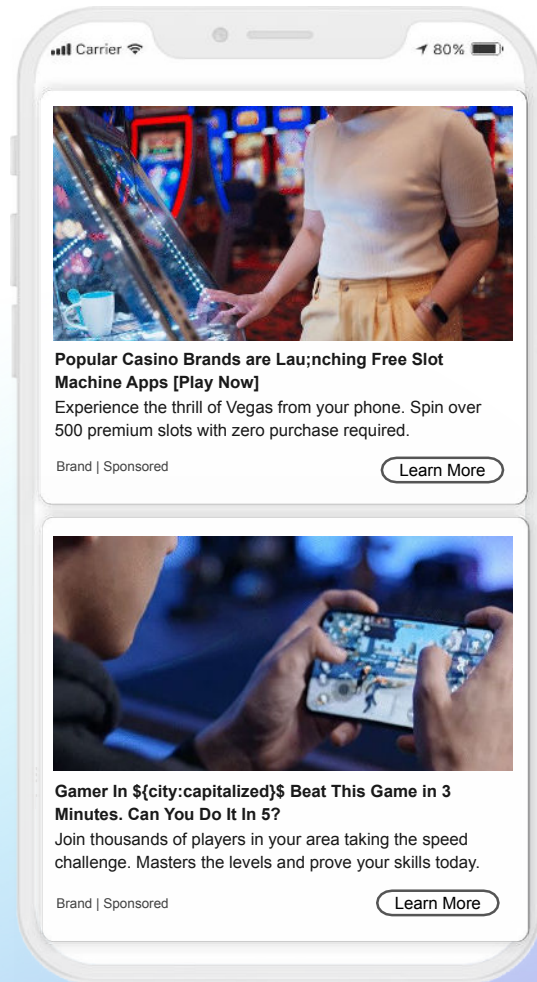 Carrier 80%
Popular Casino Brands are Lau;nching Free Slot
Machine Apps [Play Now]
Experience the thrill of Vegas from your phone. Spin over
500 premium slots with zero purchase required.
Brand | Sponsored Learn More
Gamer In ${city:capitalized}$ Beat This Game in 3
Minutes. Can You Do It In 5?
Join thousands of players in your area taking the speed
challenge. Masters the levels and prove your skills today.
Brand | Sponsored Learn More